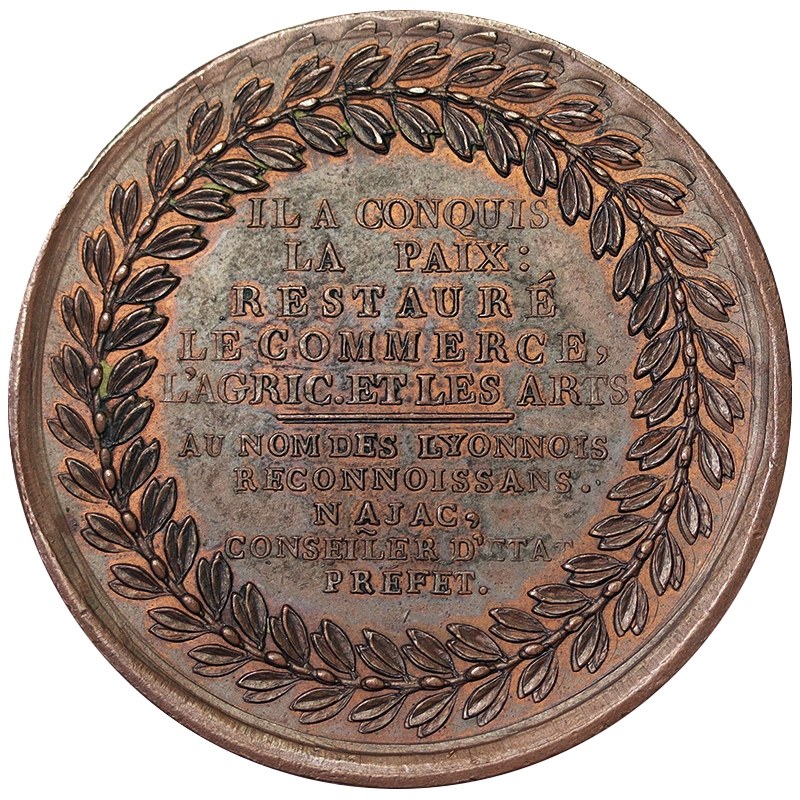 IL A CONQUIS
LA PAIX:
RESTAURÉ
LE COMMERCE,
L'AGRIC. ET LES ARTS.
AU NOM DES LYONNOIS
RECONNOISSANS.
NAJAC,
CONSEILER D'ETAT
PREFET.